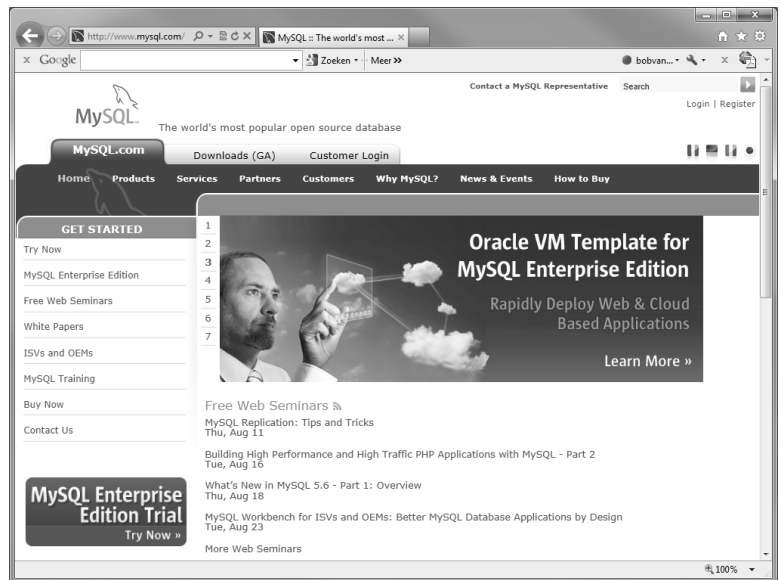 http://www.mysql.com/
MySQL :: The world's most ...
x Google
Zoeken
Meer »
bobvan...
MySQL™
The world's most popular open source database
Contact a MySQL Representative
Search
Login | Register
MySQL.com
Downloads (GA)
Customer Login
Home Products Services Partners Customers Why MySQL? News & Events How to Buy
GET STARTED
Try Now
MySQL Enterprise Edition
Free Web Seminars
White Papers
ISVs and OEMs
MySQL Training
Buy Now
Contact Us
MySQL Enterprise
Edition Trial
Try Now »
1
2
3
4
5
6
7
Oracle VM Template for
MySQL Enterprise Edition
Rapidly Deploy Web & Cloud
Based Applications
Learn More »
Free Web Seminars
MySQL Replication: Tips and Tricks
Thu, Aug 11
Building High Performance and High Traffic PHP Applications with MySQL - Part 2
Tue, Aug 16
What's New in MySQL 5.6 - Part 1: Overview
Thu, Aug 18
MySQL Workbench for ISVs and OEMs: Better MySQL Database Applications by Design
Tue, Aug 23
More Web Seminars
100%